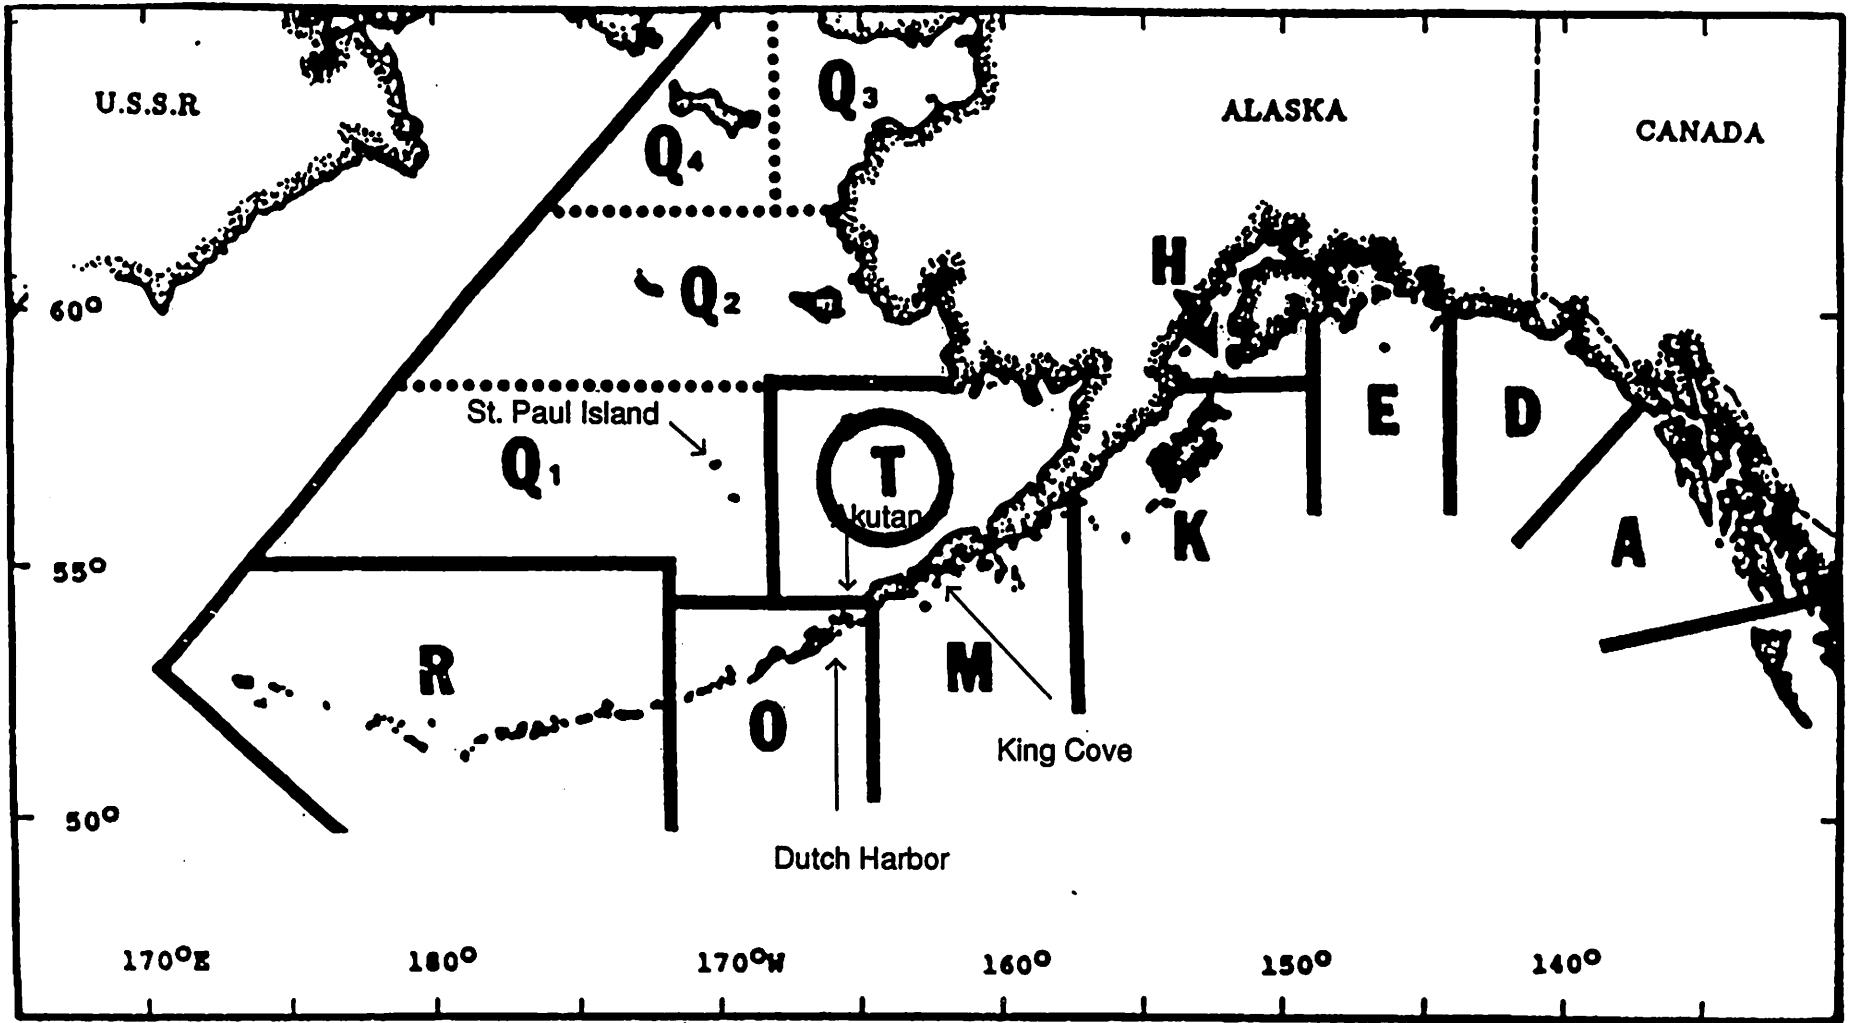 U.S.S.R
Q3
ALASKA
CANADA
Q4
H
60°
Q2
St. Paul Island
E
D
Q1
T
Akutan
K
A
55°
R
M
O
King Cove
50°
Dutch Harbor
170°E 180° 170°W 160° 150° 140°